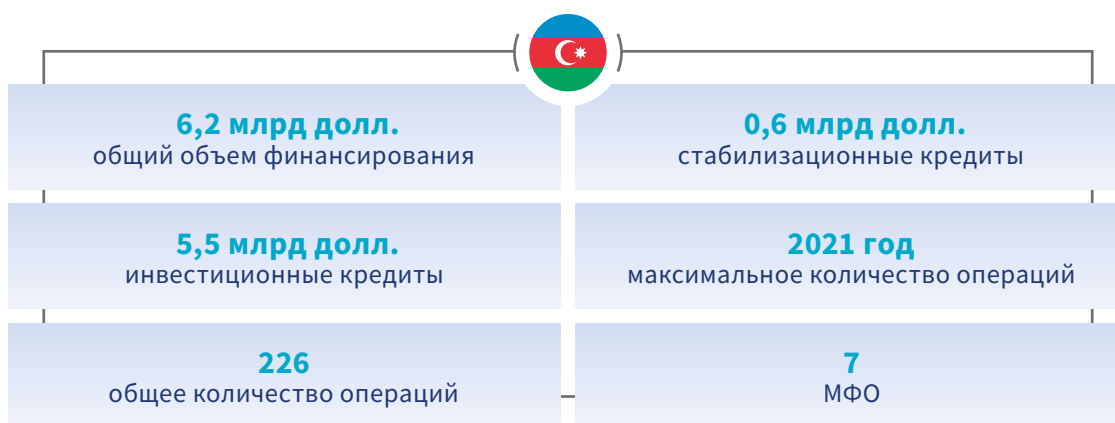 6,2 млрд долл.
общий объем финансирования
0,6 млрд долл.
стабилизационные кредиты
5,5 млрд долл.
инвестиционные кредиты
2021 год
максимальное количество операций
226
общее количество операций
7
МФО